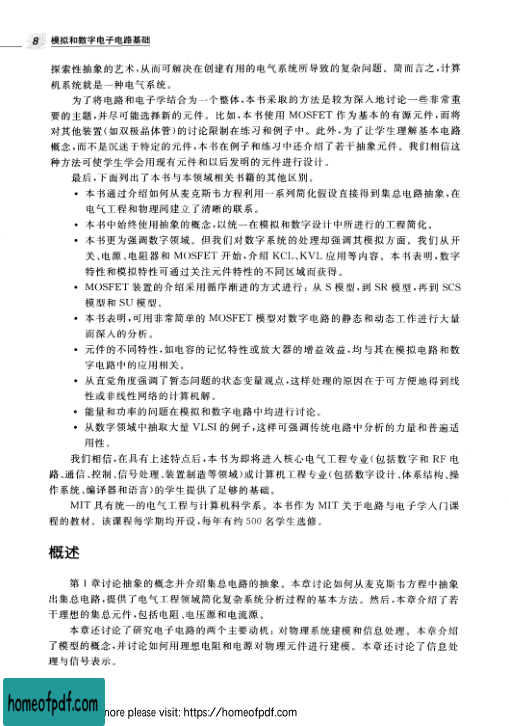 8 模拟和数字电子电路基础
探索性抽象的艺术,从而可解决在创建有用的电气系统所导致的复杂问题。简而言之,计算
机系统就是一种电气系统。
为了将电路和电子学结合为一个整体,本书采取的方法是较为深入地讨论一些非常重
要的主题,并尽可能选择新的元件。比如,本书使用 MOSFET 作为基本的有源元件,而将
对其他装置(如双极晶体管)的讨论限制在练习和例子中。此外,为了让学生理解基本电路
概念,而不是沉迷于特定的元件,本书在例子和练习中还介绍了若干抽象元件。我们相信这
种方法可使学生学会用现有元件和以后发明的元件进行设计。
最后,下面列出了本书与本领域相关书籍的其他区别。
• 本书通过介绍如何从麦克斯韦方程利用一系列简化假设直接得到集总电路抽象,在
电气工程和物理间建立了清晰的联系。
• 本书中始终使用抽象的概念,以统一在模拟和数字设计中所进行的工程简化。
• 本书更为强调数字领域。但我们对数字系统的处理却强调其模拟方面。我们从开
关、电源、电阻器和 MOSFET 开始,介绍 KCL、KVL 应用等内容。本书表明,数字
特性和模拟特性可通过关注元件特性的不同区域而获得。
• MOSFET 装置的介绍采用循序渐进的方式进行:从 S 模型,到 SR 模型,再到 SCS
模型和 SU 模型。
• 本书表明,可用非常简单的 MOSFET 模型对数字电路的静态和动态工作进行大量
而深入的分析。
• 元件的不同特性,如电容的记忆特性或放大器的增益效益,均与其在模拟电路和数
字电路中的应用相关。
• 从直觉角度强调了暂态问题的状态变量观点,这样处理的原因在于可方便地得到线
性或非线性网络的计算机解。
• 能量和功率的问题在模拟和数字电路中均进行讨论。
• 从数字领域中抽取大量 VLSI 的例子,这样可强调传统电路中分析的力量和普遍适
用性。
我们相信,在具有上述特点后,本书为即将进入核心电气工程专业(包括数字和 RF 电
路、通信、控制、信号处理、装置制造等领域)或计算机工程专业(包括数字设计、体系结构、操
作系统、编译器和语言)的学生提供了足够的基础。
MIT 具有统一的电气工程与计算机科学系。本书作为 MIT 关于电路与电子学入门课
程的教材。该课程每学期均开设,每年有约 500 名学生选修。
概述
第 1 章讨论抽象的概念并介绍集总电路的抽象。本章讨论如何从麦克斯韦方程中抽象
出集总电路,提供了电气工程领域简化复杂系统分析过程的基本方法。然后,本章介绍了若
干理想的集总元件,包括电阻、电压源和电流源。
本章还讨论了研究电子电路的两个主要动机:对物理系统建模和信息处理。本章介绍
了模型的概念,并讨论如何用理想电阻和电源对物理元件进行建模。本章还讨论了信息处
理与信号表示。
homeofpdf.com
more please visit: https://homeofpdf.com